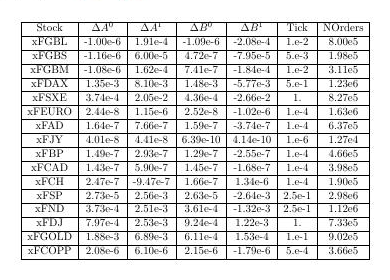 Stock ΔA⁰ ΔA¹ ΔB⁰ ΔB¹ Tick NOrders
xFGBL -1.00e-6 1.91e-4 -1.09e-6 -2.08e-4 1.e-2 8.00e5
xFGBS -1.16e-6 6.00e-5 4.72e-7 -7.95e-5 5.e-3 1.98e5
xFGBM -1.08e-6 1.62e-4 7.41e-7 -1.84e-4 1.e-2 3.11e5
xFDAX 1.35e-3 8.10e-3 1.48e-3 -5.77e-3 5.e-1 1.23e6
xFSXE 3.74e-4 2.05e-2 4.36e-4 -2.66e-2 1. 8.27e5
xFEURO 2.44e-8 1.15e-6 2.52e-8 -1.02e-6 1.e-4 1.63e6
xFAD 1.64e-7 7.66e-7 1.59e-7 -3.74e-7 1.e-4 6.37e5
xFJY 4.01e-8 4.41e-8 6.39e-10 4.14e-10 1.e-6 1.27e4
xFBP 1.49e-7 2.93e-7 1.29e-7 -2.55e-7 1.e-4 4.66e5
xFCAD 1.43e-7 5.90e-7 1.45e-7 -1.68e-7 1.e-4 3.98e5
xFCH 2.47e-7 -9.47e-7 1.66e-7 1.34e-6 1.e-4 1.90e5
xFSP 2.73e-5 2.56e-3 2.63e-5 -2.64e-3 2.5e-1 2.98e6
xFND 3.73e-4 2.51e-3 3.61e-4 -1.32e-3 2.5e-1 1.12e6
xFDJ 7.97e-4 2.53e-3 9.24e-4 1.22e-3 1. 7.33e5
xFGOLD 1.88e-3 6.89e-3 6.11e-4 1.53e-4 1.e-1 9.02e5
xFCOPP 2.08e-6 6.10e-6 2.15e-6 -1.79e-6 5.e-4 3.66e5